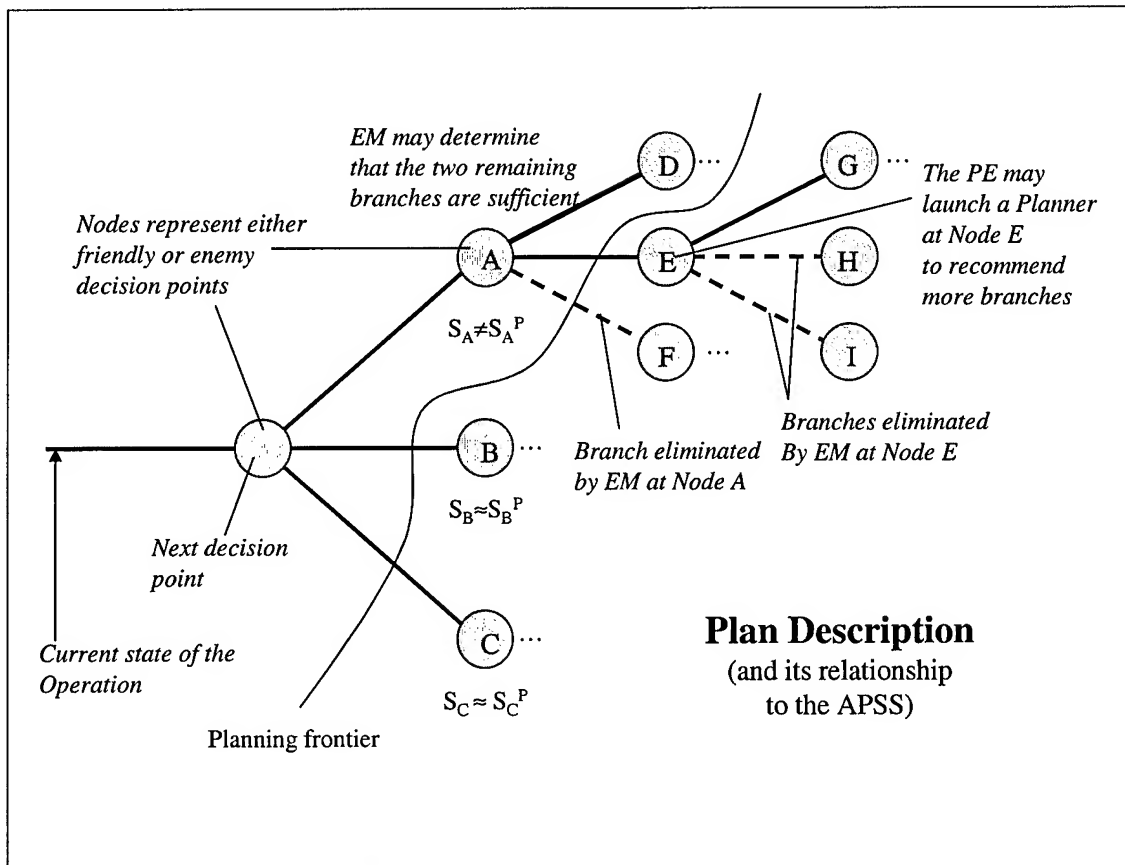 EM may determine
that the two remaining
branches are sufficient
D ...
G ...
The PE may
launch a Planner
at Node E
to recommend
more branches
Nodes represent either
friendly or enemy
decision points
A
E
H
S_A≠S_A^P
F ...
I
B ...
Branch eliminated
by EM at Node A
Branches eliminated
By EM at Node E
S_B≈S_B^P
Next decision
point
C ...
Current state of the
Operation
S_C≈ S_C^P
Planning frontier
Plan Description
(and its relationship
to the APSS)